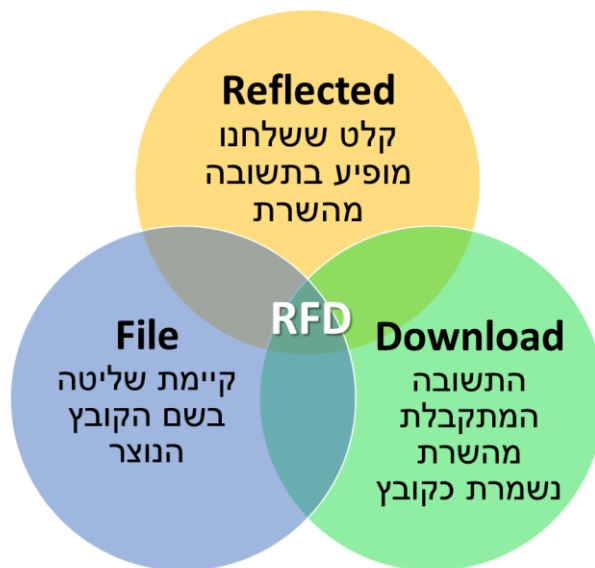 Reflected
קלט ששלחנו
מופיע בתשובה
מהשרת
RFD
File
קיימת שליטה
בשם הקובץ
הנוצר
Download
התשובה
המתקבלת
מהשרת
נשמרת כקובץ